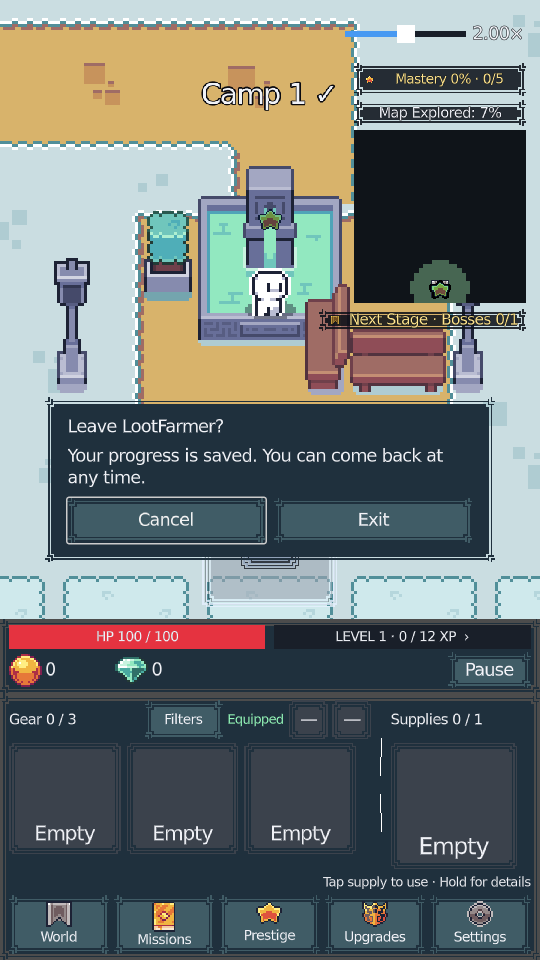 2.00×
Mastery 0% · 0/5
Camp 1 ✓
Map Explored: 7%
Next Stage · Bosses 0/1
Leave LootFarmer?
Your progress is saved. You can come back at
any time.
Cancel
Exit
HP 100 / 100
LEVEL 1 · 0 / 12 XP ›
0
0
Pause
Gear 0 / 3
Filters
Equipped
—
—
Supplies 0 / 1
Empty
Empty
Empty
Empty
Tap supply to use · Hold for details
World
Missions
Prestige
Upgrades
Settings